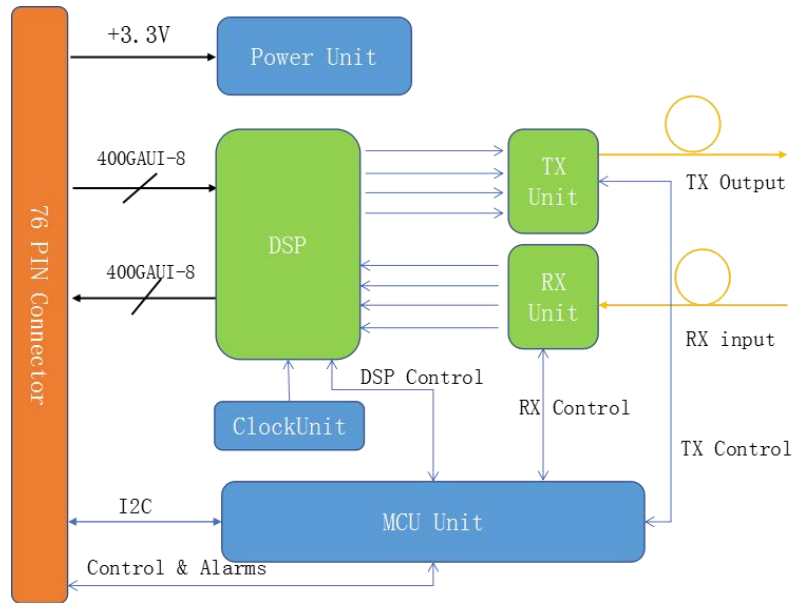 +3.3V
Power Unit
400GAUI-8
TX
Unit
TX Output
76 PIN Connector
DSP
400GAUI-8
RX
Unit
RX input
DSP Control
RX Control
ClockUnit
TX Control
I2C
MCU Unit
Control & Alarms